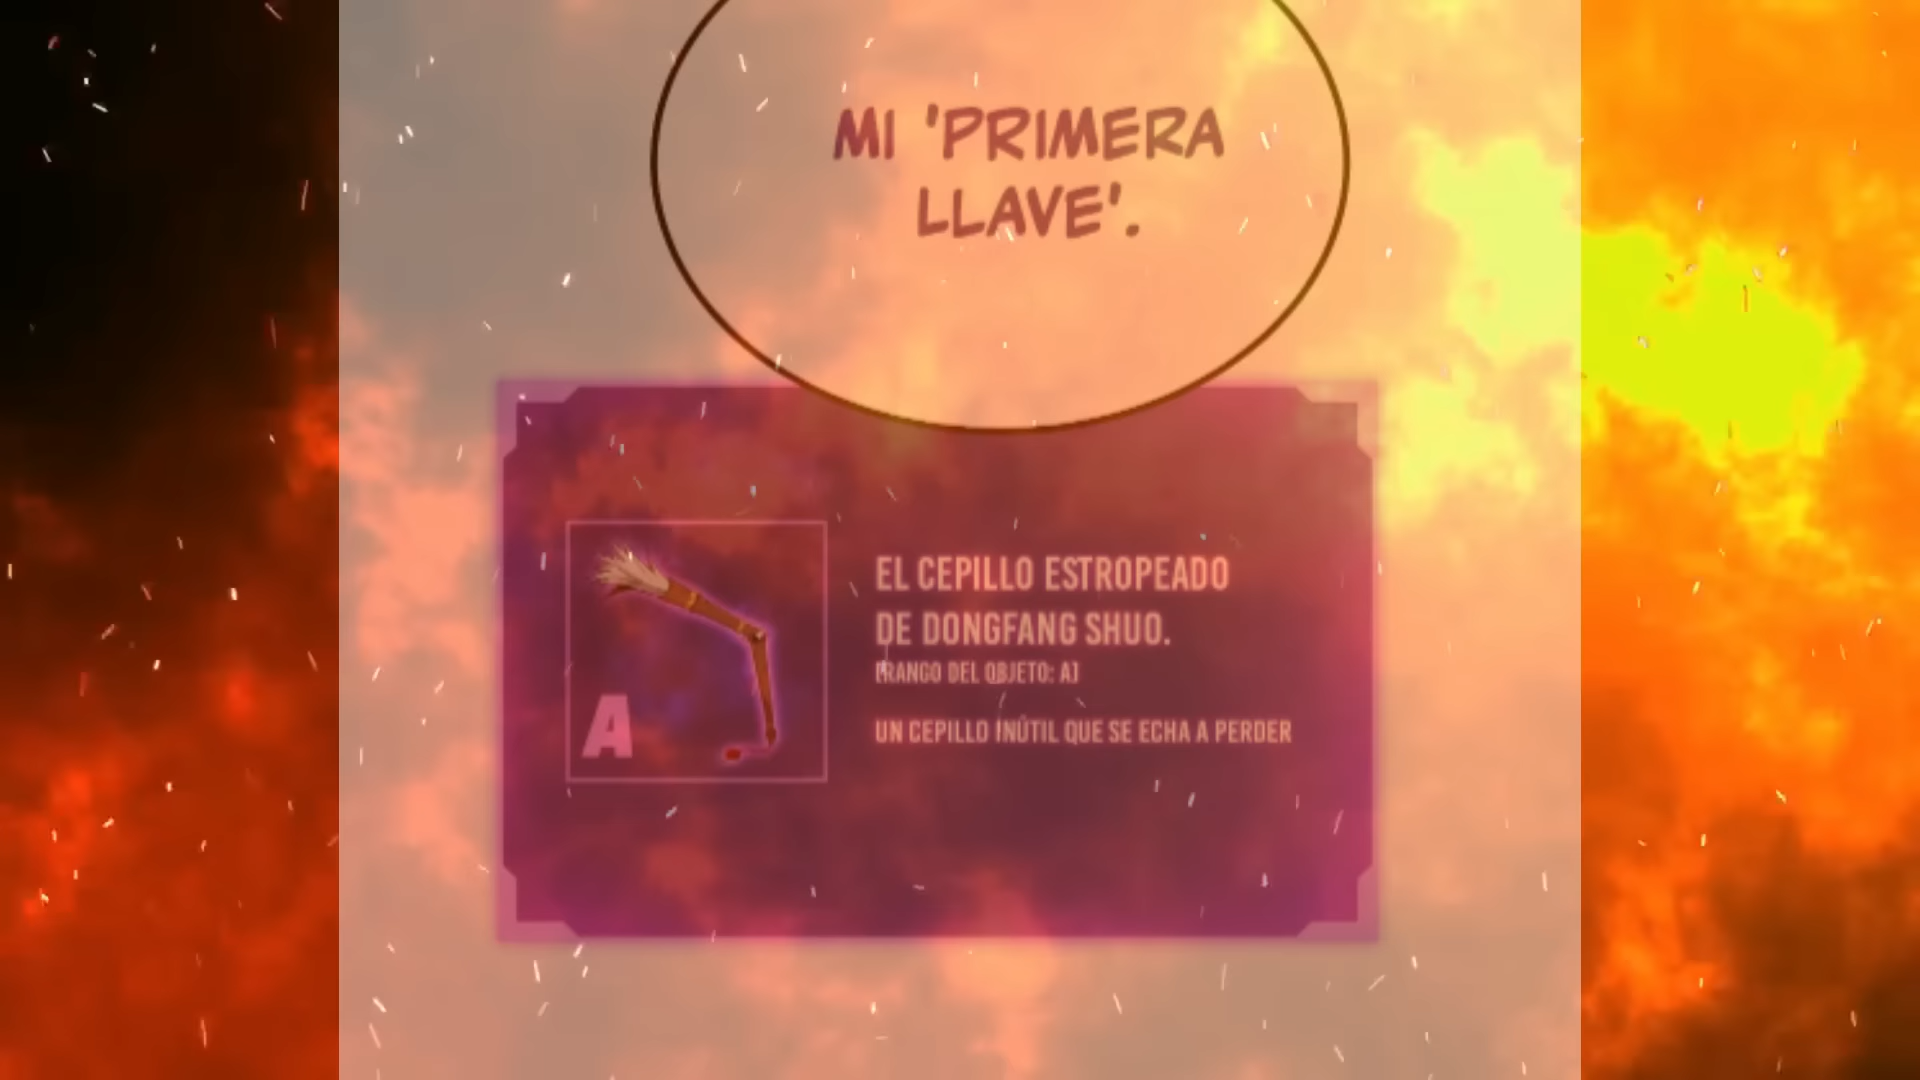 MI 'PRIMERA
LLAVE'.
EL CEPILLO ESTROPEADO
DE DONGFANG SHUO.
[RANGO DEL OBJETO: A]
A
UN CEPILLO INÚTIL QUE SE ECHA A PERDER